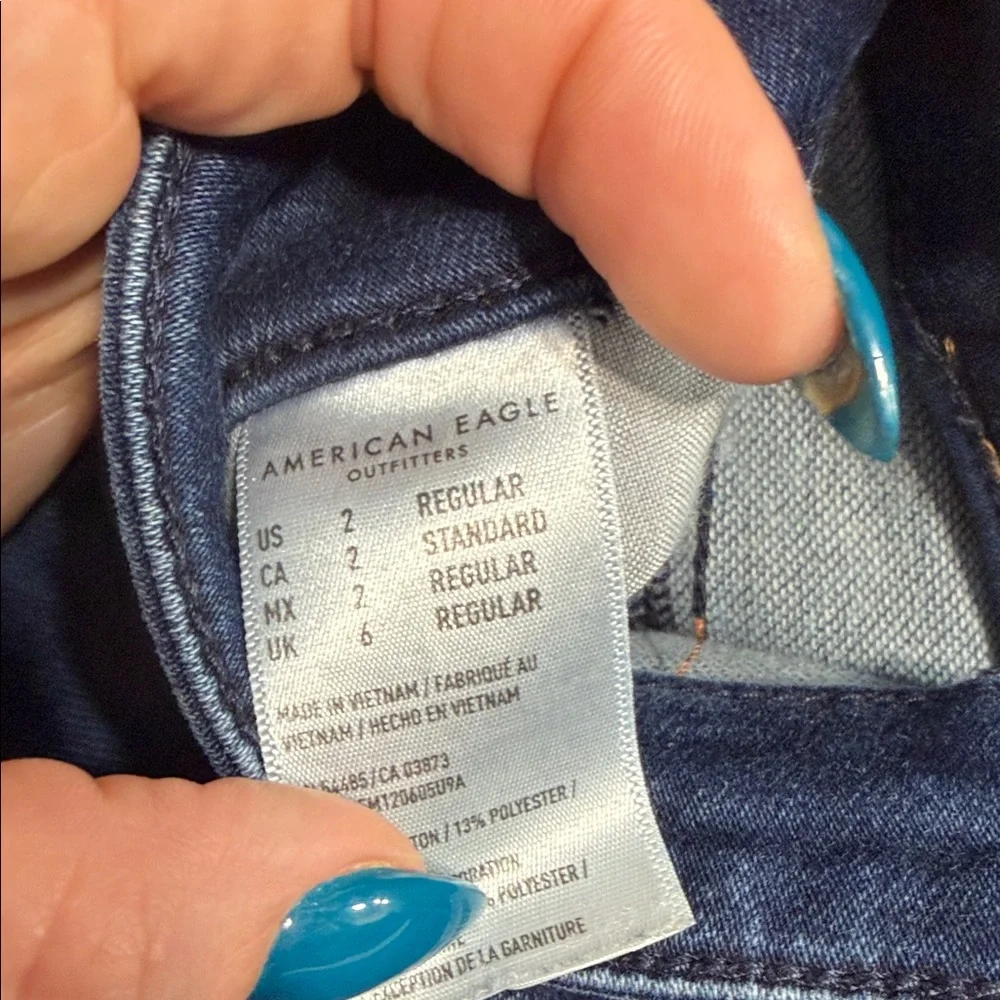 AMERICAN EAGLE
OUTFITTERS
US 2 REGULAR
CA 2 STANDARD
MX 2 REGULAR
UK 6 REGULAR
MADE IN VIETNAM / FABRIQUÉ AU
VIETNAM / HECHO EN VIETNAM
54485 / CA 03873
/ 13% POLYESTER /
POLYESTER /
DE LA GARNITURE